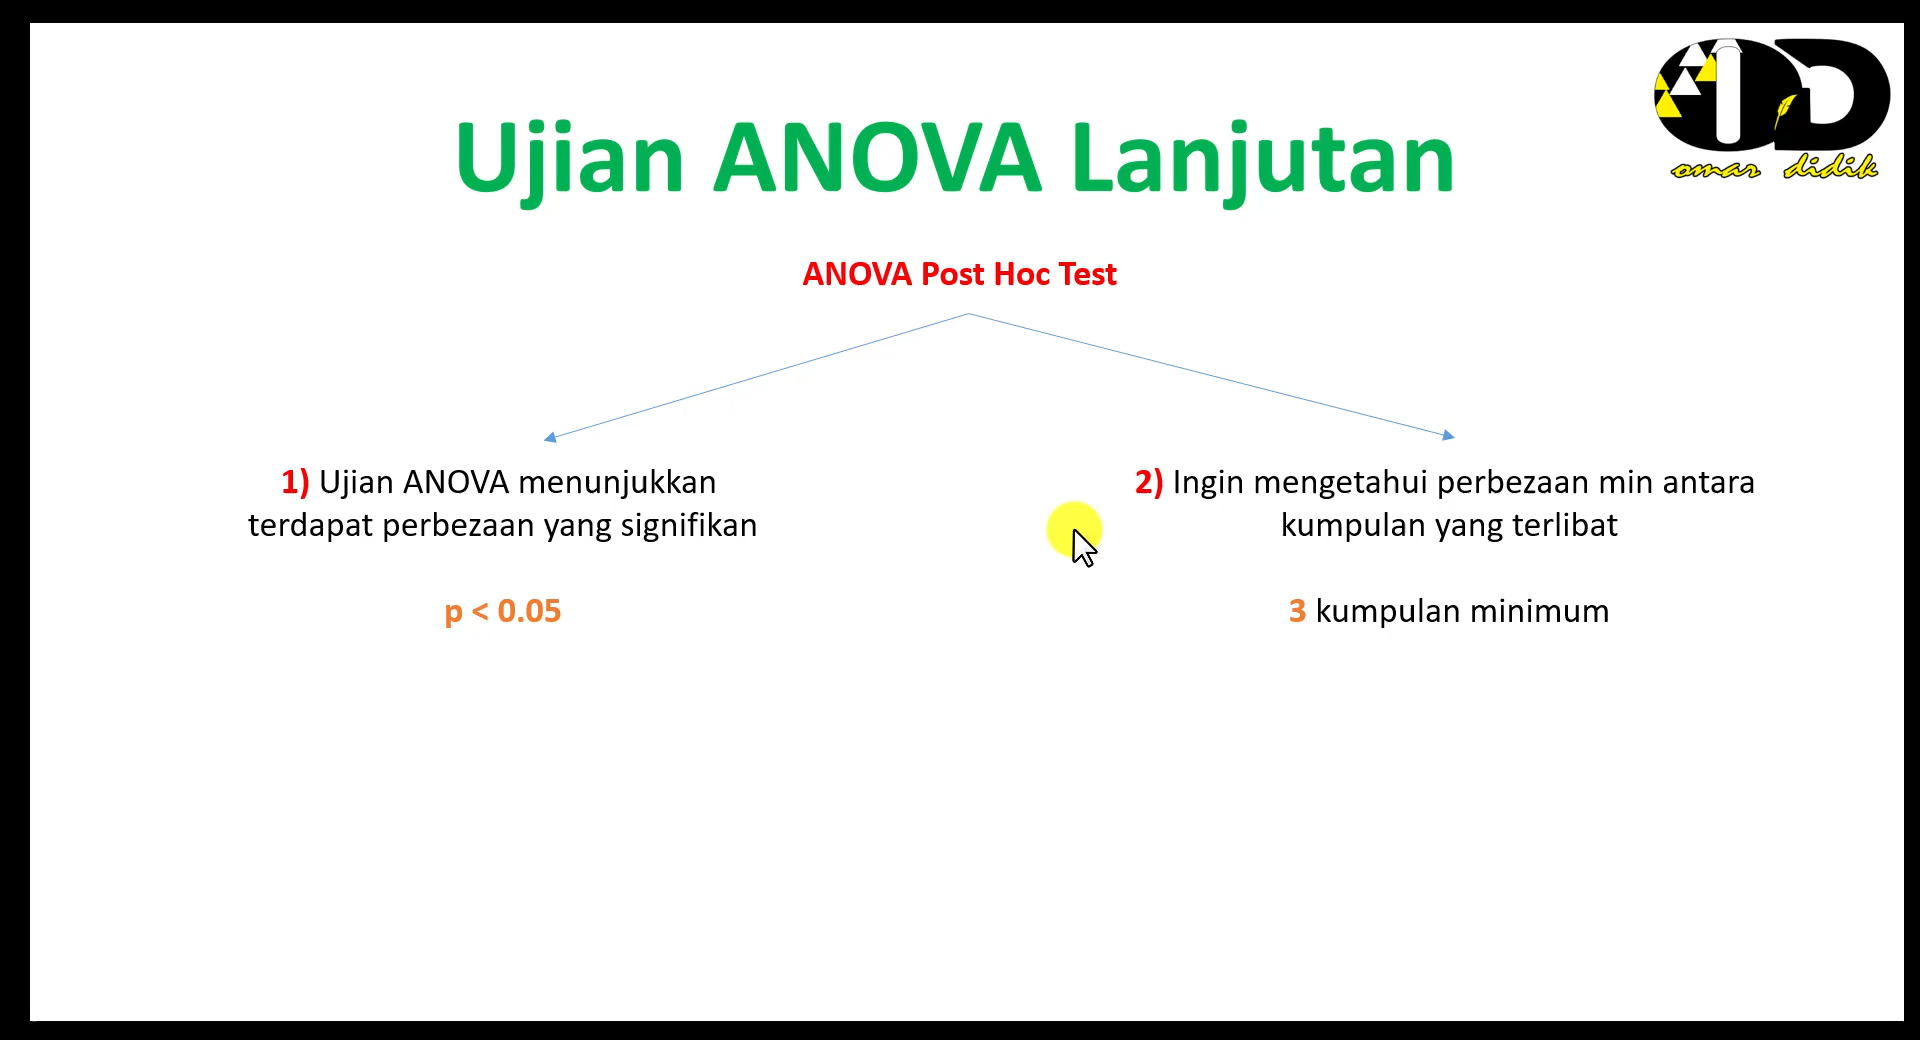 Ujian ANOVA Lanjutan
omar didik
ANOVA Post Hoc Test
1) Ujian ANOVA menunjukkan
terdapat perbezaan yang signifikan
p < 0.05
2) Ingin mengetahui perbezaan min antara
kumpulan yang terlibat
3 kumpulan minimum